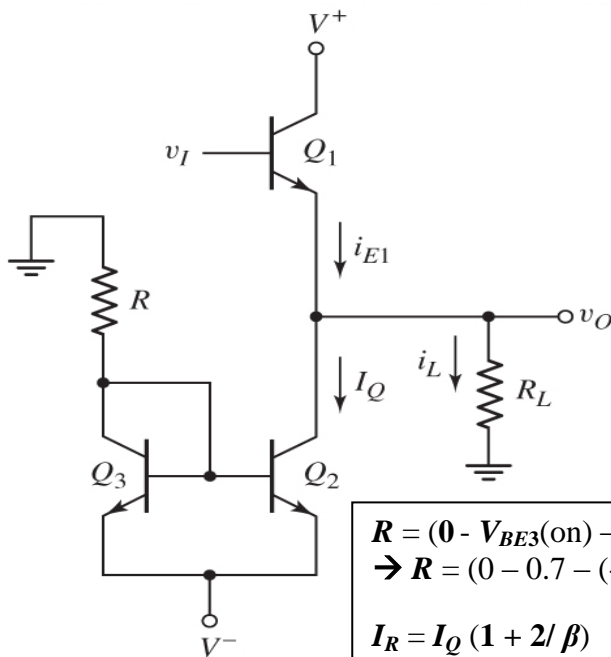 V⁺
v_I
Q₁
i_E1
R
v_O
i_L
I_Q
R_L
Q₃
Q₂
V⁻
R = (0 - V_BE3(on) –
➔ R = (0 – 0.7 – (-
I_R = I_Q (1 + 2/ β)